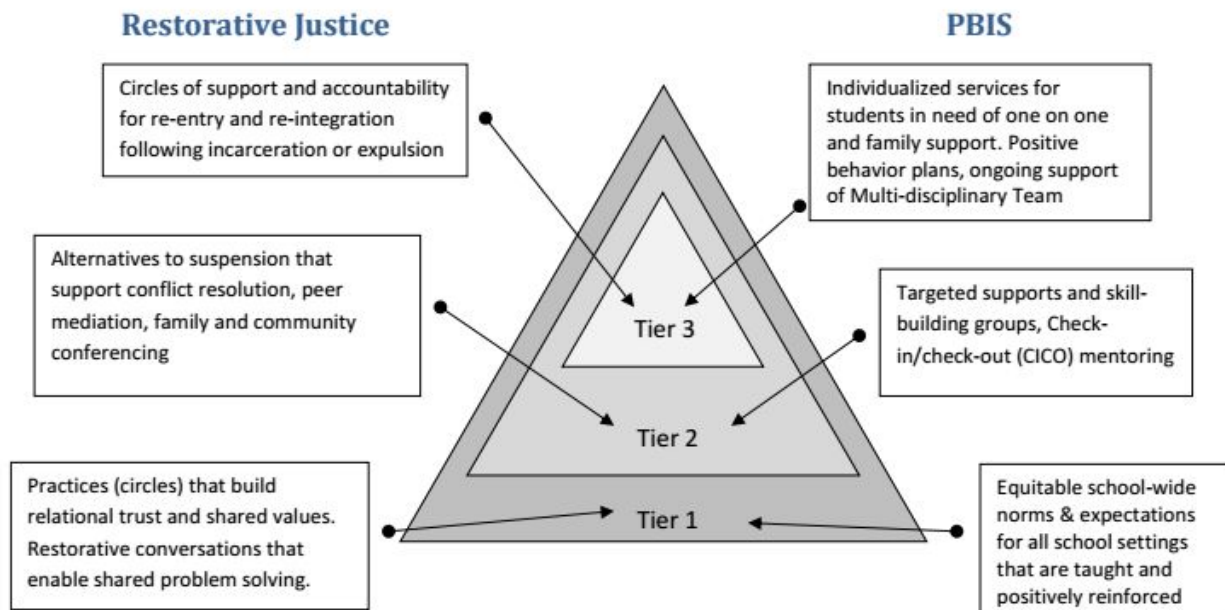 Restorative Justice
PBIS
Circles of support and accountability
for re-entry and re-integration
following incarceration or expulsion
Individualized services for
students in need of one on one
and family support. Positive
behavior plans, ongoing support
of Multi-disciplinary Team
Alternatives to suspension that
support conflict resolution, peer
mediation, family and community
conferencing
Targeted supports and skill-
building groups, Check-
in/check-out (CICO) mentoring
Tier 3
Tier 2
Practices (circles) that build
relational trust and shared values.
Restorative conversations that
enable shared problem solving.
Tier 1
Equitable school-wide
norms & expectations
for all school settings
that are taught and
positively reinforced